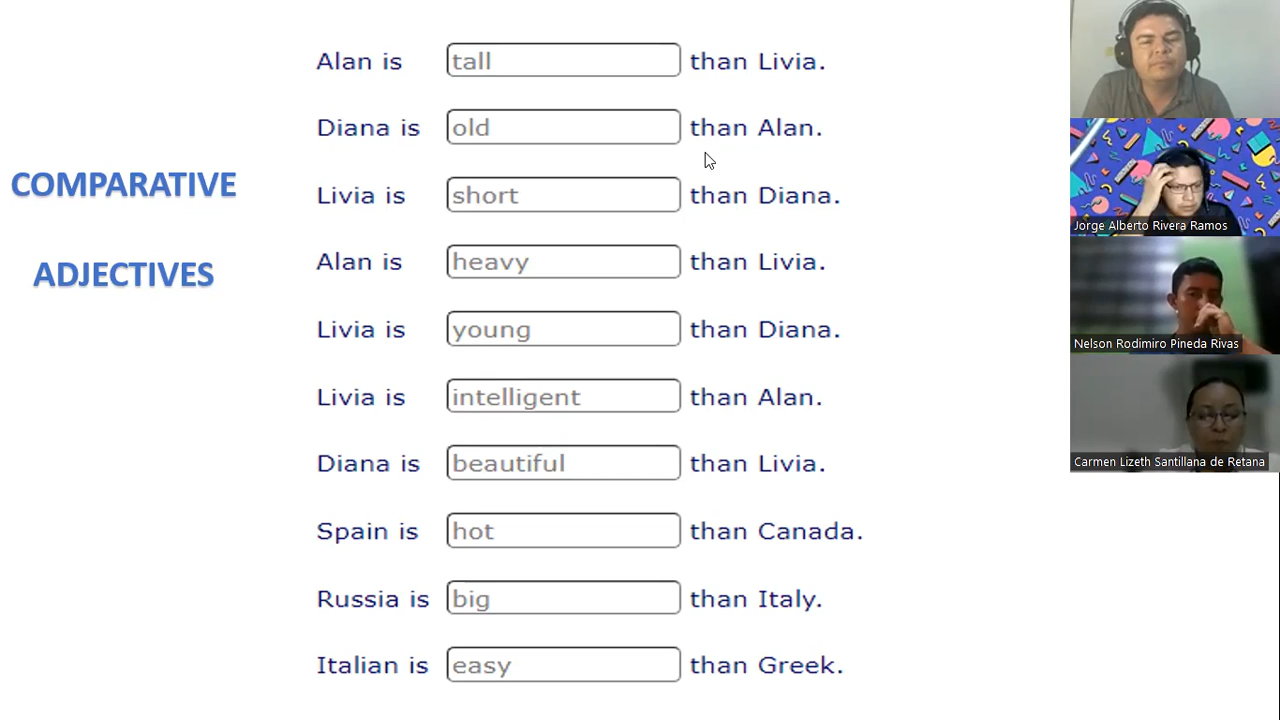 COMPARATIVE
ADJECTIVES
Alan is tall than Livia.
Diana is old than Alan.
Livia is short than Diana.
Alan is heavy than Livia.
Livia is young than Diana.
Livia is intelligent than Alan.
Diana is beautiful than Livia.
Spain is hot than Canada.
Russia is big than Italy.
Italian is easy than Greek.
Jorge Alberto Rivera Ramos
Nelson Rodimiro Pineda Rivas
Carmen Lizeth Santillana de Retana